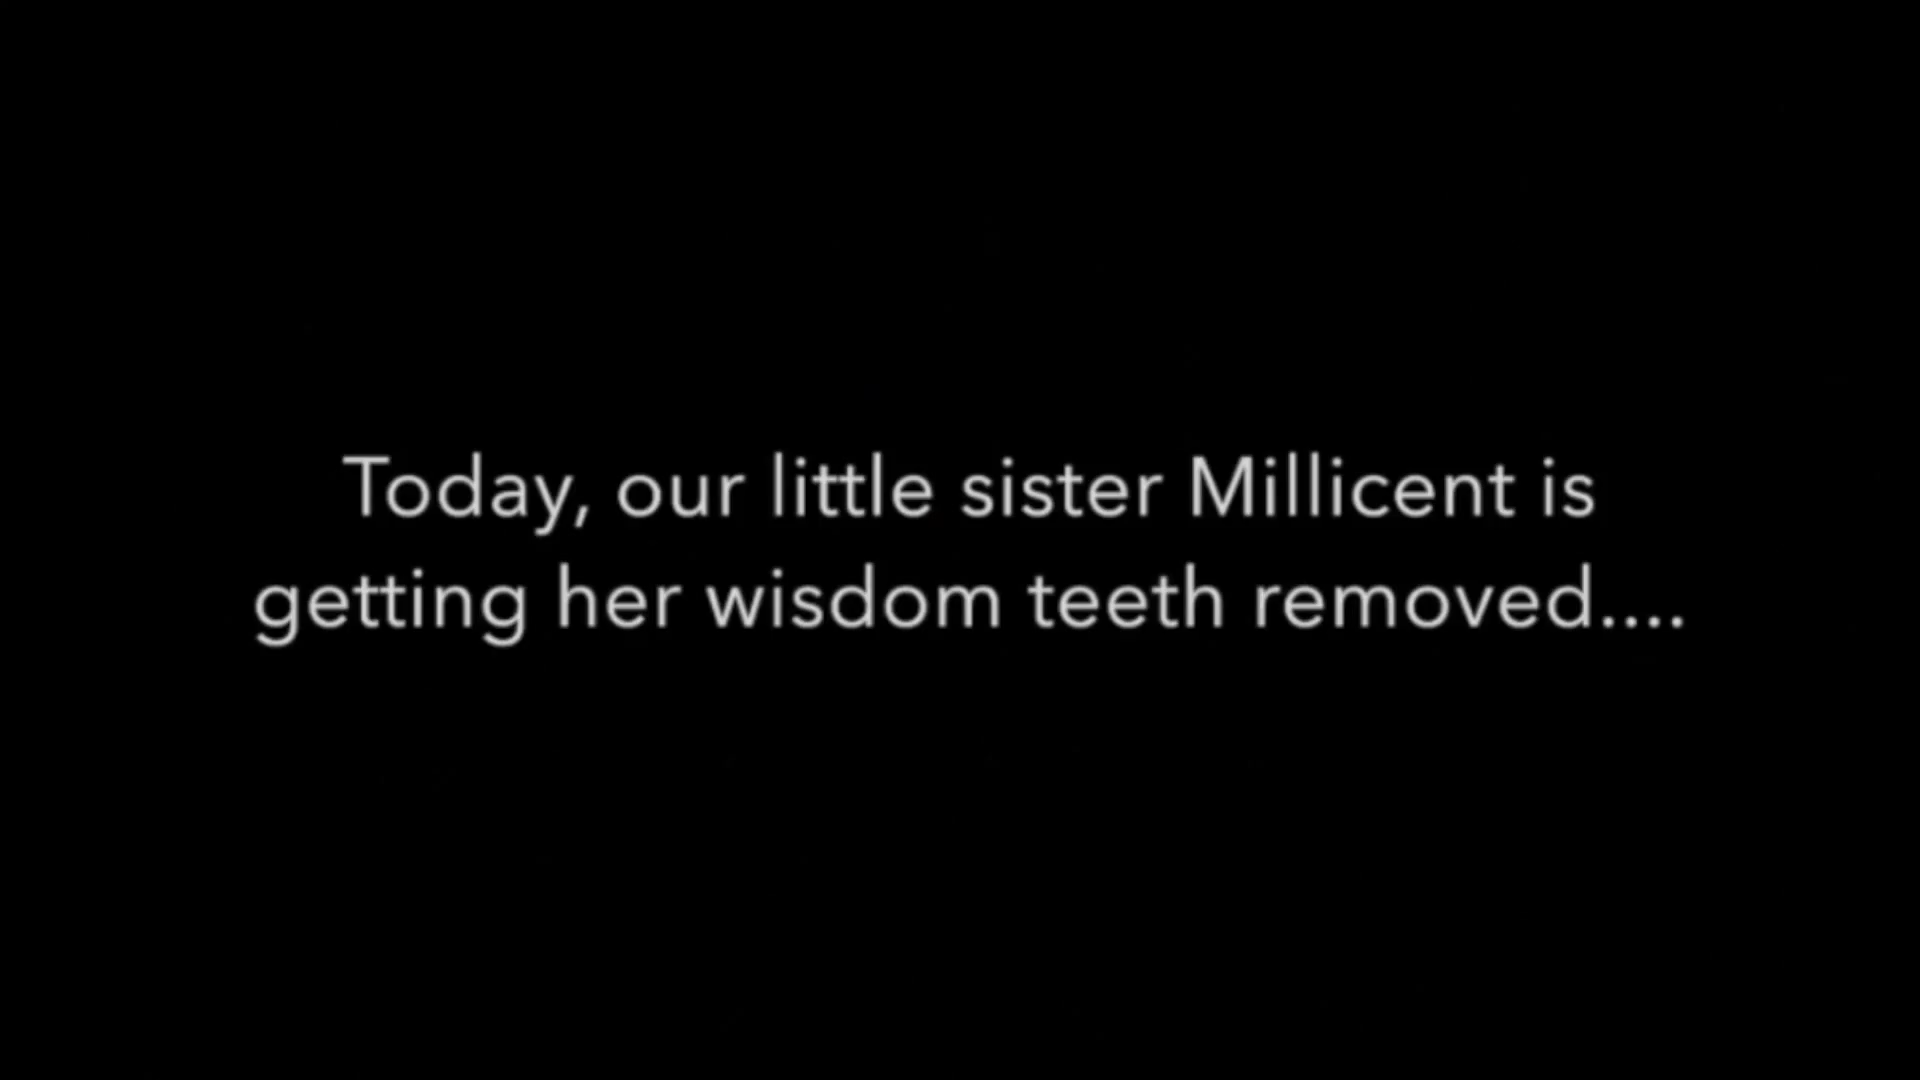 Today, our little sister Millicent is
getting her wisdom teeth removed....